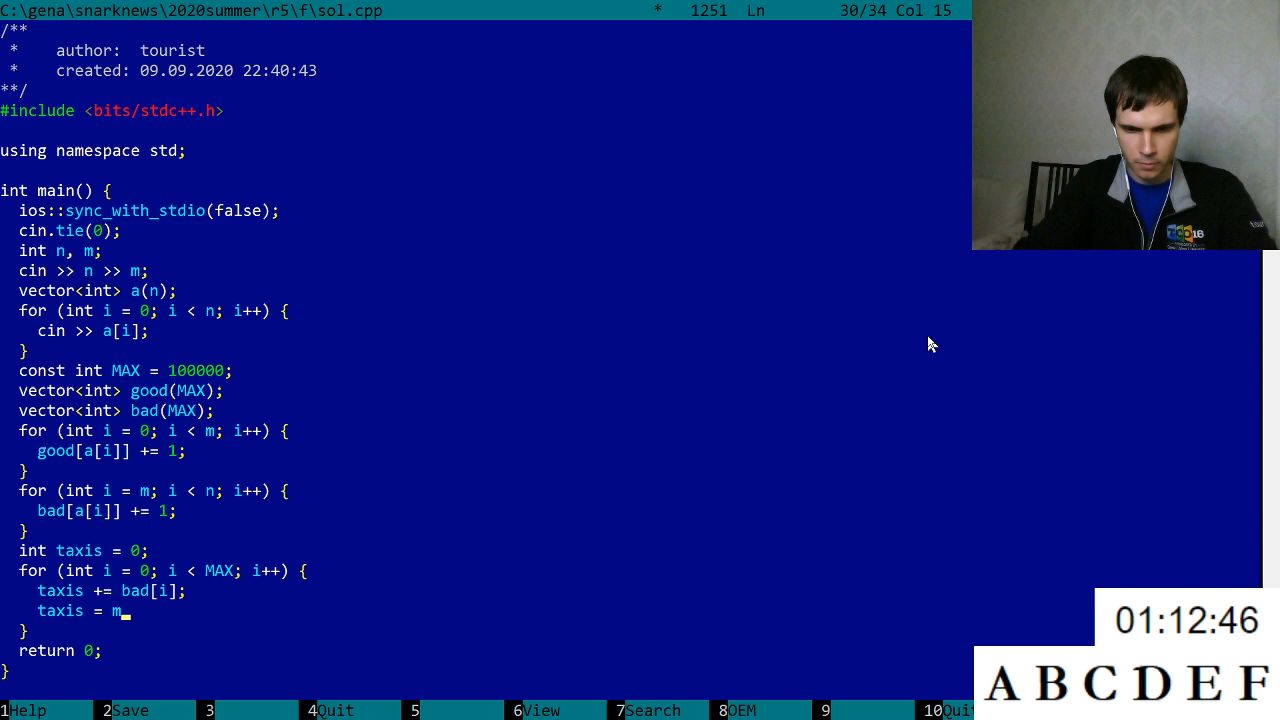 C:\gena\snarknews\2020summer\r5\f\sol.cpp * 1251 Ln 30/34 Col 15
/**
 *    author:  tourist
 *    created: 09.09.2020 22:40:43
**/
#include <bits/stdc++.h>
using namespace std;
int main() {
  ios::sync_with_stdio(false);
  cin.tie(0);
  int n, m;
  cin >> n >> m;
  vector<int> a(n);
  for (int i = 0; i < n; i++) {
    cin >> a[i];
  }
  const int MAX = 100000;
  vector<int> good(MAX);
  vector<int> bad(MAX);
  for (int i = 0; i < m; i++) {
    good[a[i]] += 1;
  }
  for (int i = m; i < n; i++) {
    bad[a[i]] += 1;
  }
  int taxis = 0;
  for (int i = 0; i < MAX; i++) {
    taxis += bad[i];
    taxis = m_
  }
  return 0;
}
01:12:46
A B C D E F
1Help 2Save 3 4Quit 5 6View 7Search 8OEM 9 10Qui